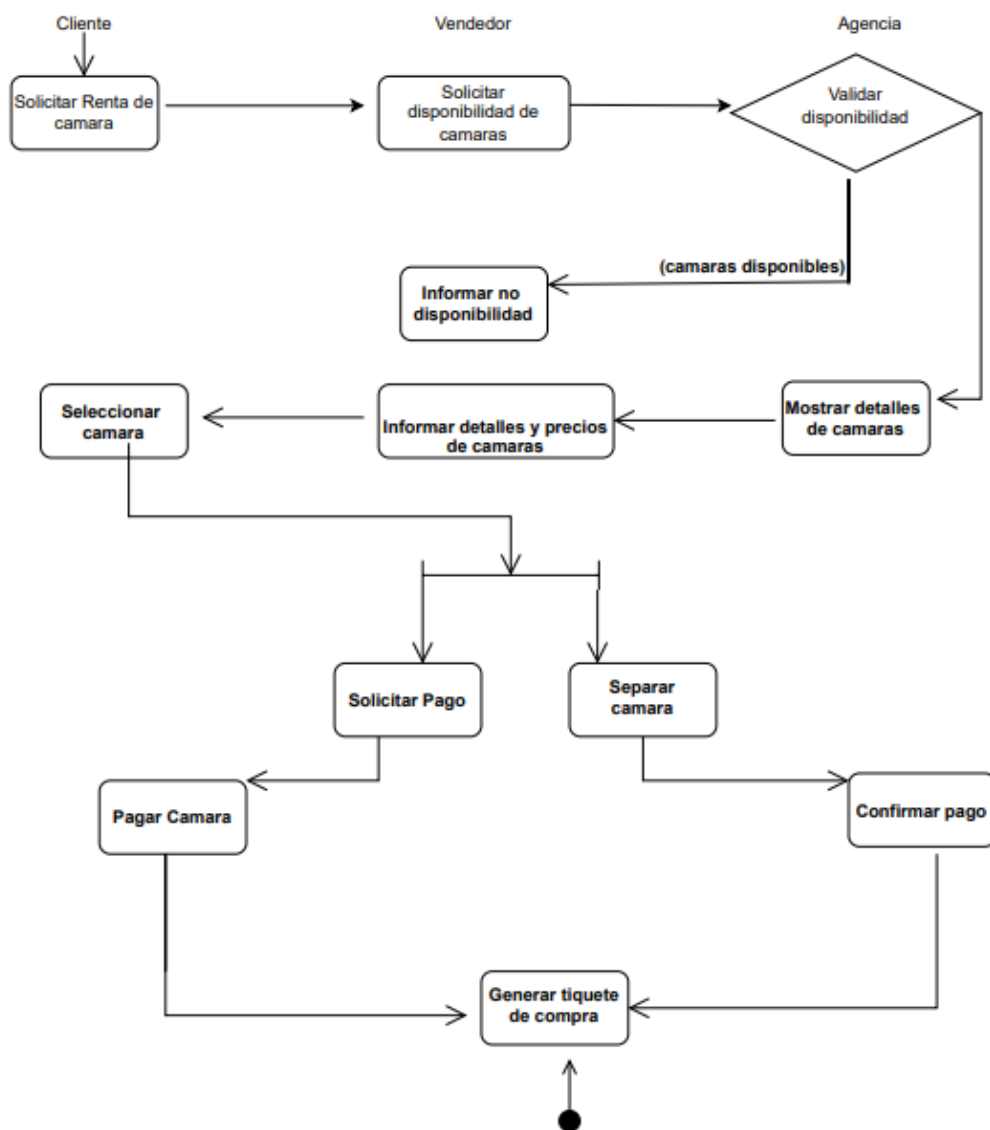 Cliente
Vendedor
Agencia
Solicitar Renta de
camara
Solicitar
disponibilidad de
camaras
Validar
disponibilidad
(camaras disponibles)
Informar no
disponibilidad
Seleccionar
camara
Informar detalles y precios
de camaras
Mostrar detalles
de camaras
Solicitar Pago
Separar
camara
Pagar Camara
Confirmar pago
Generar tiquete
de compra